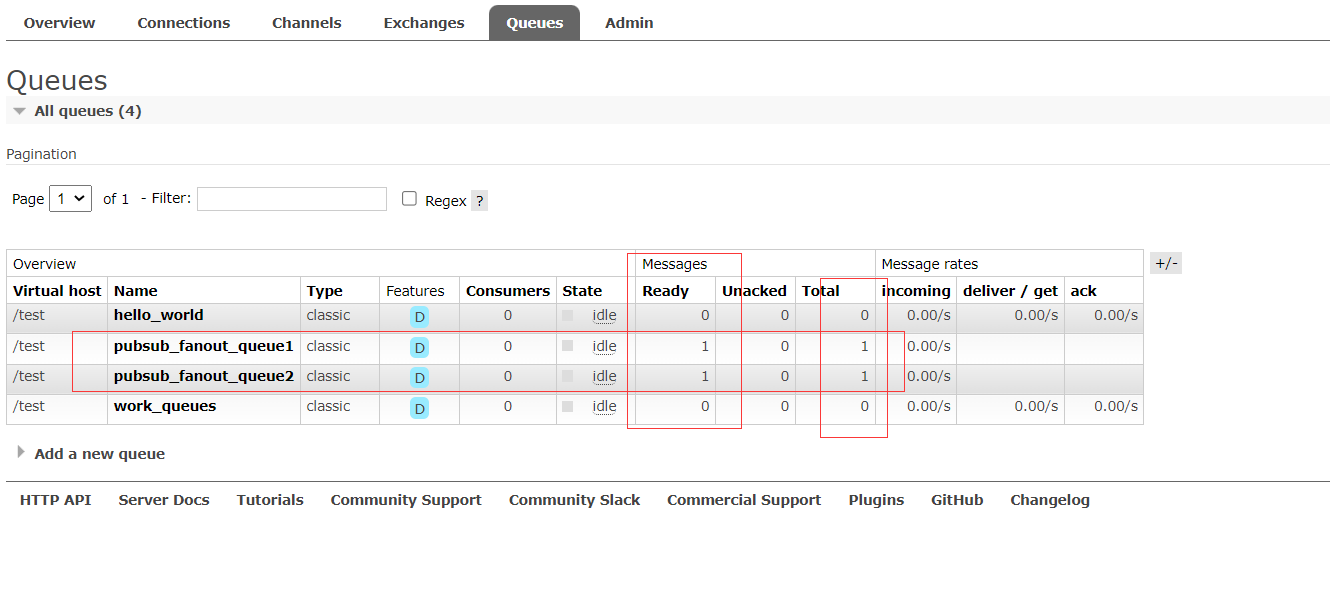 Overview Connections Channels Exchanges Queues Admin
Queues
All queues (4)
Pagination
Page 1 of 1 - Filter: Regex ?
Overview Messages Message rates +/-
Virtual host Name Type Features Consumers State Ready Unacked Total incoming deliver / get ack
/test hello_world classic D 0 idle 0 0 0 0.00/s 0.00/s 0.00/s
/test pubsub_fanout_queue1 classic D 0 idle 1 0 1 0.00/s
/test pubsub_fanout_queue2 classic D 0 idle 1 0 1 0.00/s
/test work_queues classic D 0 idle 0 0 0 0.00/s 0.00/s 0.00/s
Add a new queue
HTTP API Server Docs Tutorials Community Support Community Slack Commercial Support Plugins GitHub Changelog